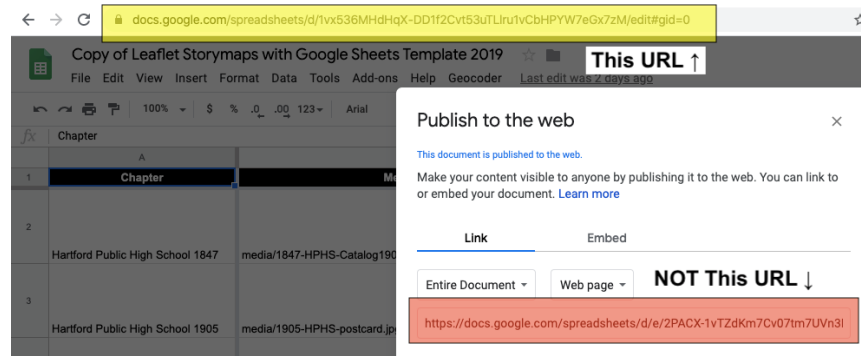 docs.google.com/spreadsheets/d/1vx536MHdHqX-DD1f2Cvt53uTLlru1vCbHPYW7eGx7zM/edit#gid=0
Copy of Leaflet Storymaps with Google Sheets Template 2019
This URL ↑
File Edit View Insert Format Data Tools Add-ons Help Geocoder Last edit was 2 days ago
100% $ % .0 .00 123 Arial
fx Chapter
Publish to the web
This document is published to the web.
Make your content visible to anyone by publishing it to the web. You can link to
or embed your document. Learn more
Link Embed
Entire Document Web page
NOT This URL ↓
https://docs.google.com/spreadsheets/d/e/2PACX-1vTZdKm7Cv07tm7UVn3
A
1 Chapter
2 Hartford Public High School 1847 media/1847-HPHS-Catalog190
3 Hartford Public High School 1905 media/1905-HPHS-postcard.jp